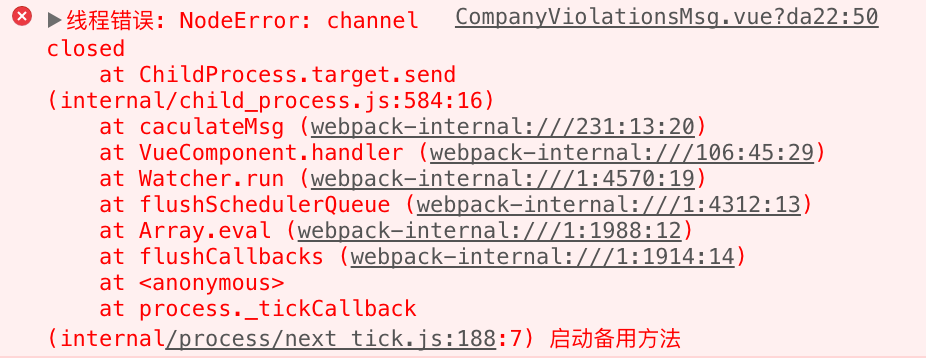 线程错误: NodeError: channel CompanyViolationsMsg.vue?da22:50
closed
at ChildProcess.target.send
(internal/child_process.js:584:16)
at caculateMsg (webpack-internal:///231:13:20)
at VueComponent.handler (webpack-internal:///106:45:29)
at Watcher.run (webpack-internal:///1:4570:19)
at flushSchedulerQueue (webpack-internal:///1:4312:13)
at Array.eval (webpack-internal:///1:1988:12)
at flushCallbacks (webpack-internal:///1:1914:14)
at <anonymous>
at process._tickCallback
(internal/process/next_tick.js:188:7) 启动备用方法